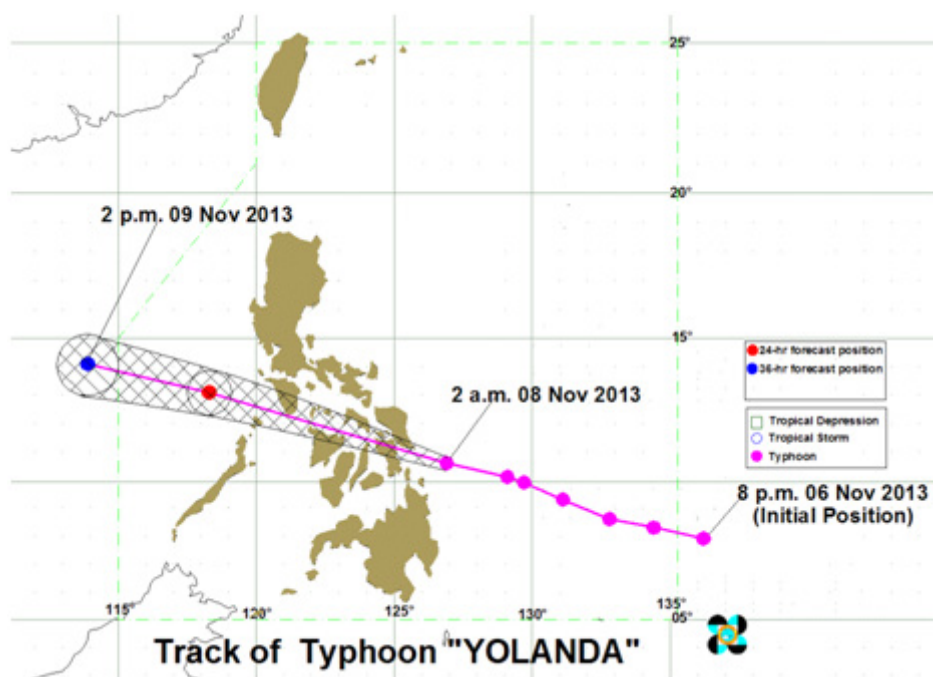 25°
20°
2 p.m. 09 Nov 2013
15°
24-hr forecast position
36-hr forecast position
2 a.m. 08 Nov 2013
Tropical Depression
Tropical Storm
Typhoon
8 p.m. 06 Nov 2013
(Initial Position)
115°
120°
125°
130°
135°
05°
Track of Typhoon "YOLANDA"